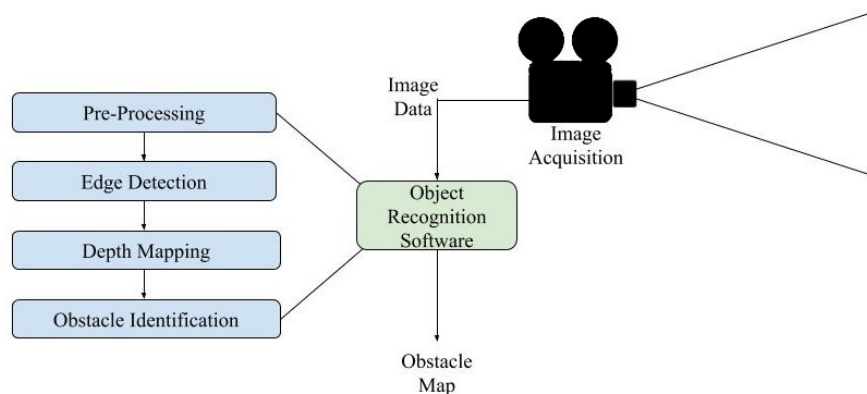 Pre-Processing
Edge Detection
Depth Mapping
Obstacle Identification
Image
Data
Object
Recognition
Software
Obstacle
Map
Image
Acquisition